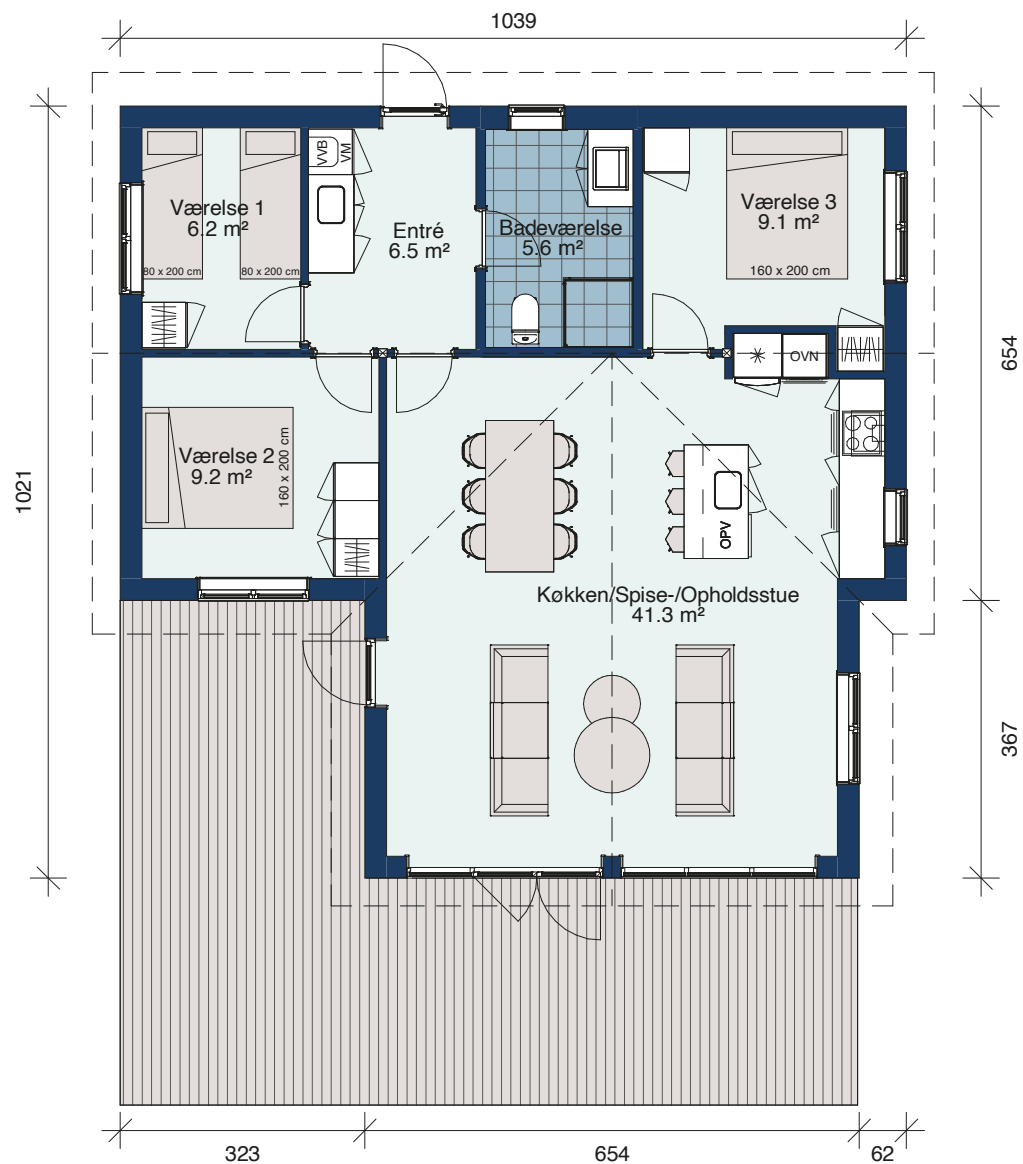 1039
VVB
VM
Værelse 1
6.2 m²
80 x 200 cm
80 x 200 cm
Entré
6.5 m²
Badeværelse
5.6 m²
Værelse 3
9.1 m²
160 x 200 cm
OVN
654
1021
Værelse 2
9.2 m²
160 x 200 cm
OPV
Køkken/Spise-/Opholdsstue
41.3 m²
367
323
654
62